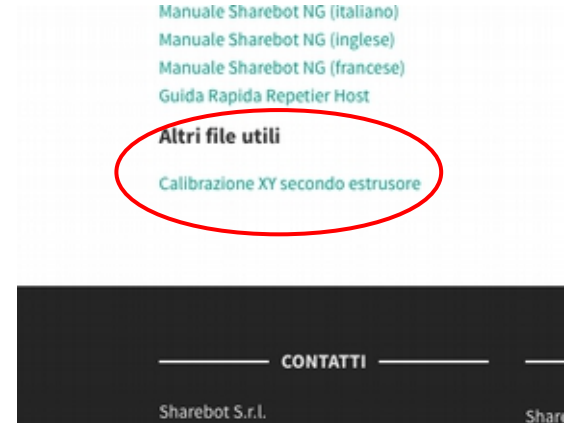 Manuale Sharebot NG (italiano)
Manuale Sharebot NG (inglese)
Manuale Sharebot NG (francese)
Guida Rapida Repetier Host
Altri file utili
Calibrazione XY secondo estrusore
CONTATTI
Sharebot S.r.l.
Share